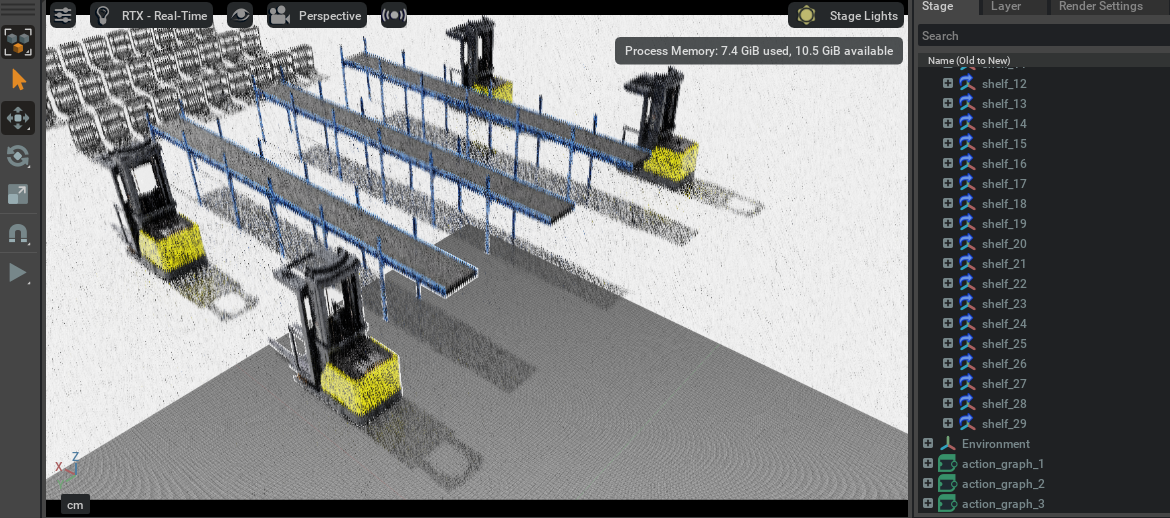 RTX - Real-Time
Perspective
Stage Lights
Process Memory: 7.4 GiB used, 10.5 GiB available
Z
X
cm
Stage
Layer
Render Settings
Search
Name (Old to New)
shelf_12
shelf_13
shelf_14
shelf_15
shelf_16
shelf_17
shelf_18
shelf_19
shelf_20
shelf_21
shelf_22
shelf_23
shelf_24
shelf_25
shelf_26
shelf_27
shelf_28
shelf_29
Environment
action_graph_1
action_graph_2
action_graph_3